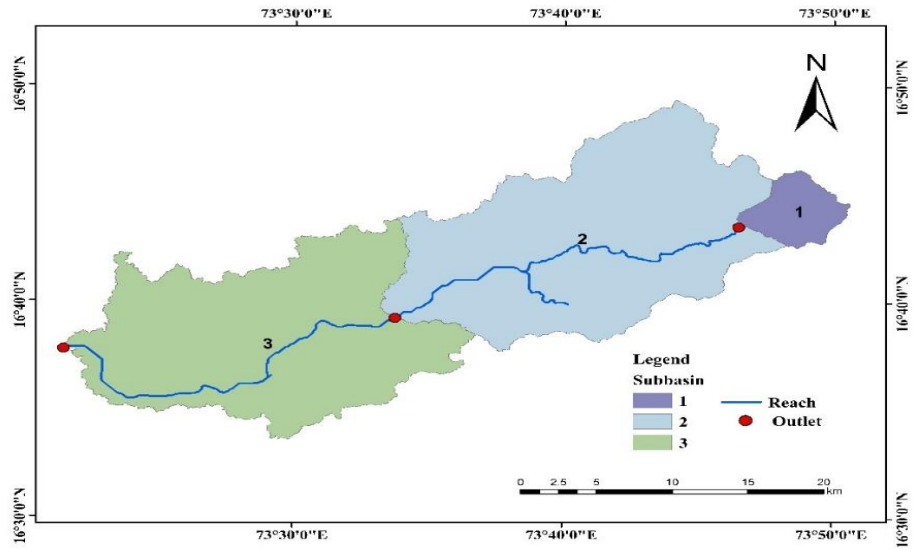 73°30'0"E 73°40'0"E 73°50'0"E
16°50'0"N 16°50'0"N
N
1
2
16°40'0"N 16°40'0"N
3
Legend
Subbasin
1 Reach
2 Outlet
3
0 2.5 5 10 15 20
km
16°30'0"N 16°30'0"N
73°30'0"E 73°40'0"E 73°50'0"E